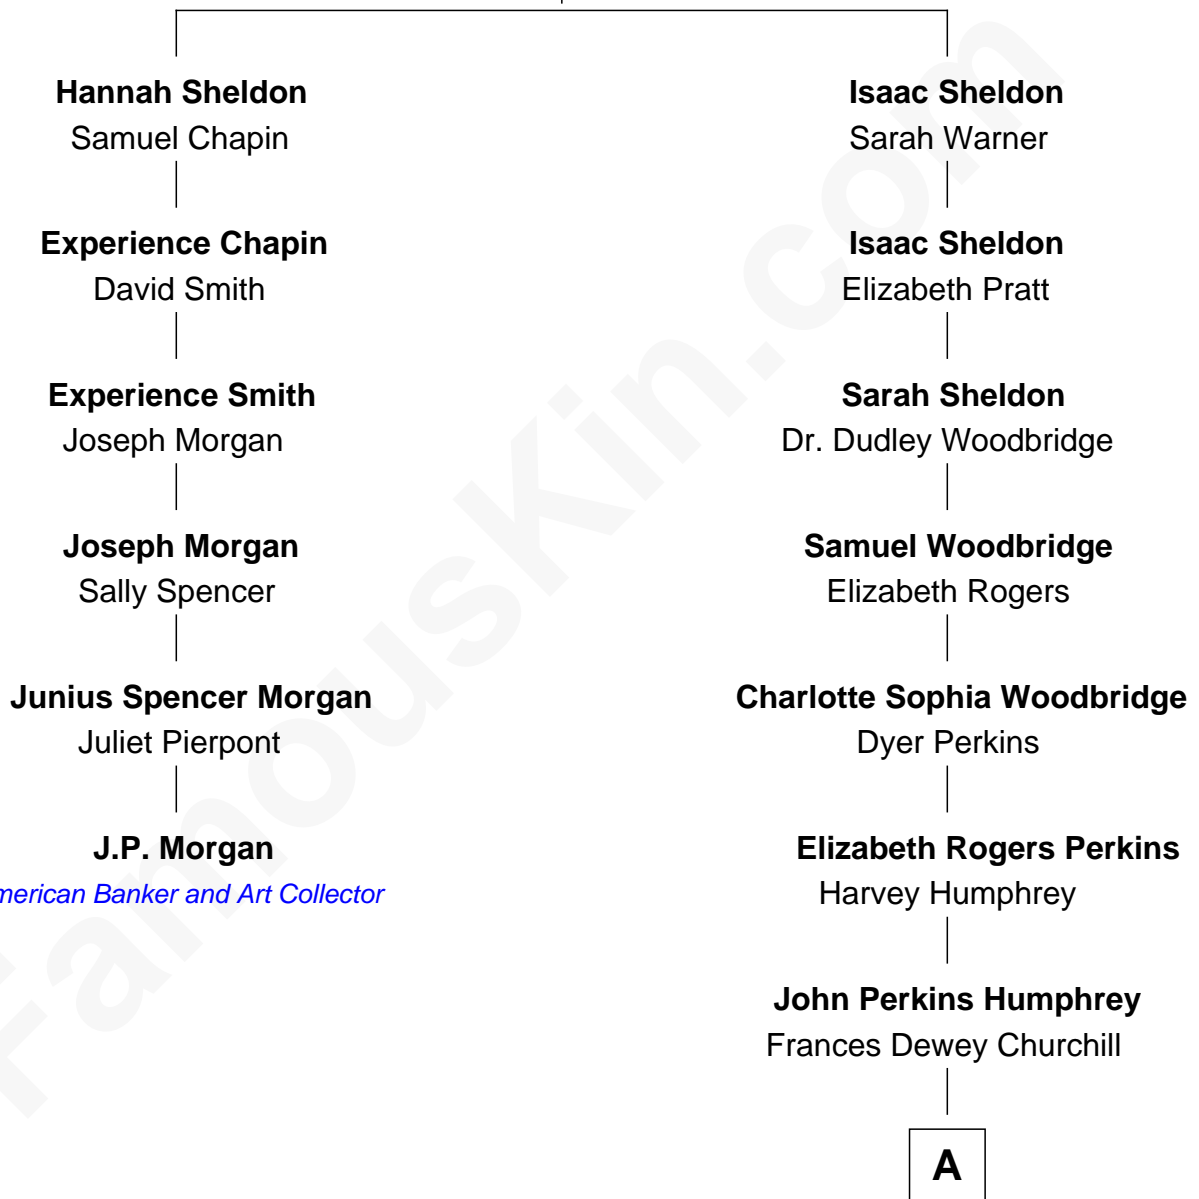 Hannah Sheldon
Samuel Chapin
Experience Chapin
David Smith
Experience Smith
Joseph Morgan
Joseph Morgan
Sally Spencer
Junius Spencer Morgan
Juliet Pierpont
J.P. Morgan
merican Banker and Art Collector
Isaac Sheldon
Sarah Warner
Isaac Sheldon
Elizabeth Pratt
Sarah Sheldon
Dr. Dudley Woodbridge
Samuel Woodbridge
Elizabeth Rogers
Charlotte Sophia Woodbridge
Dyer Perkins
Elizabeth Rogers Perkins
Harvey Humphrey
John Perkins Humphrey
Frances Dewey Churchill
A
FamousKin.com